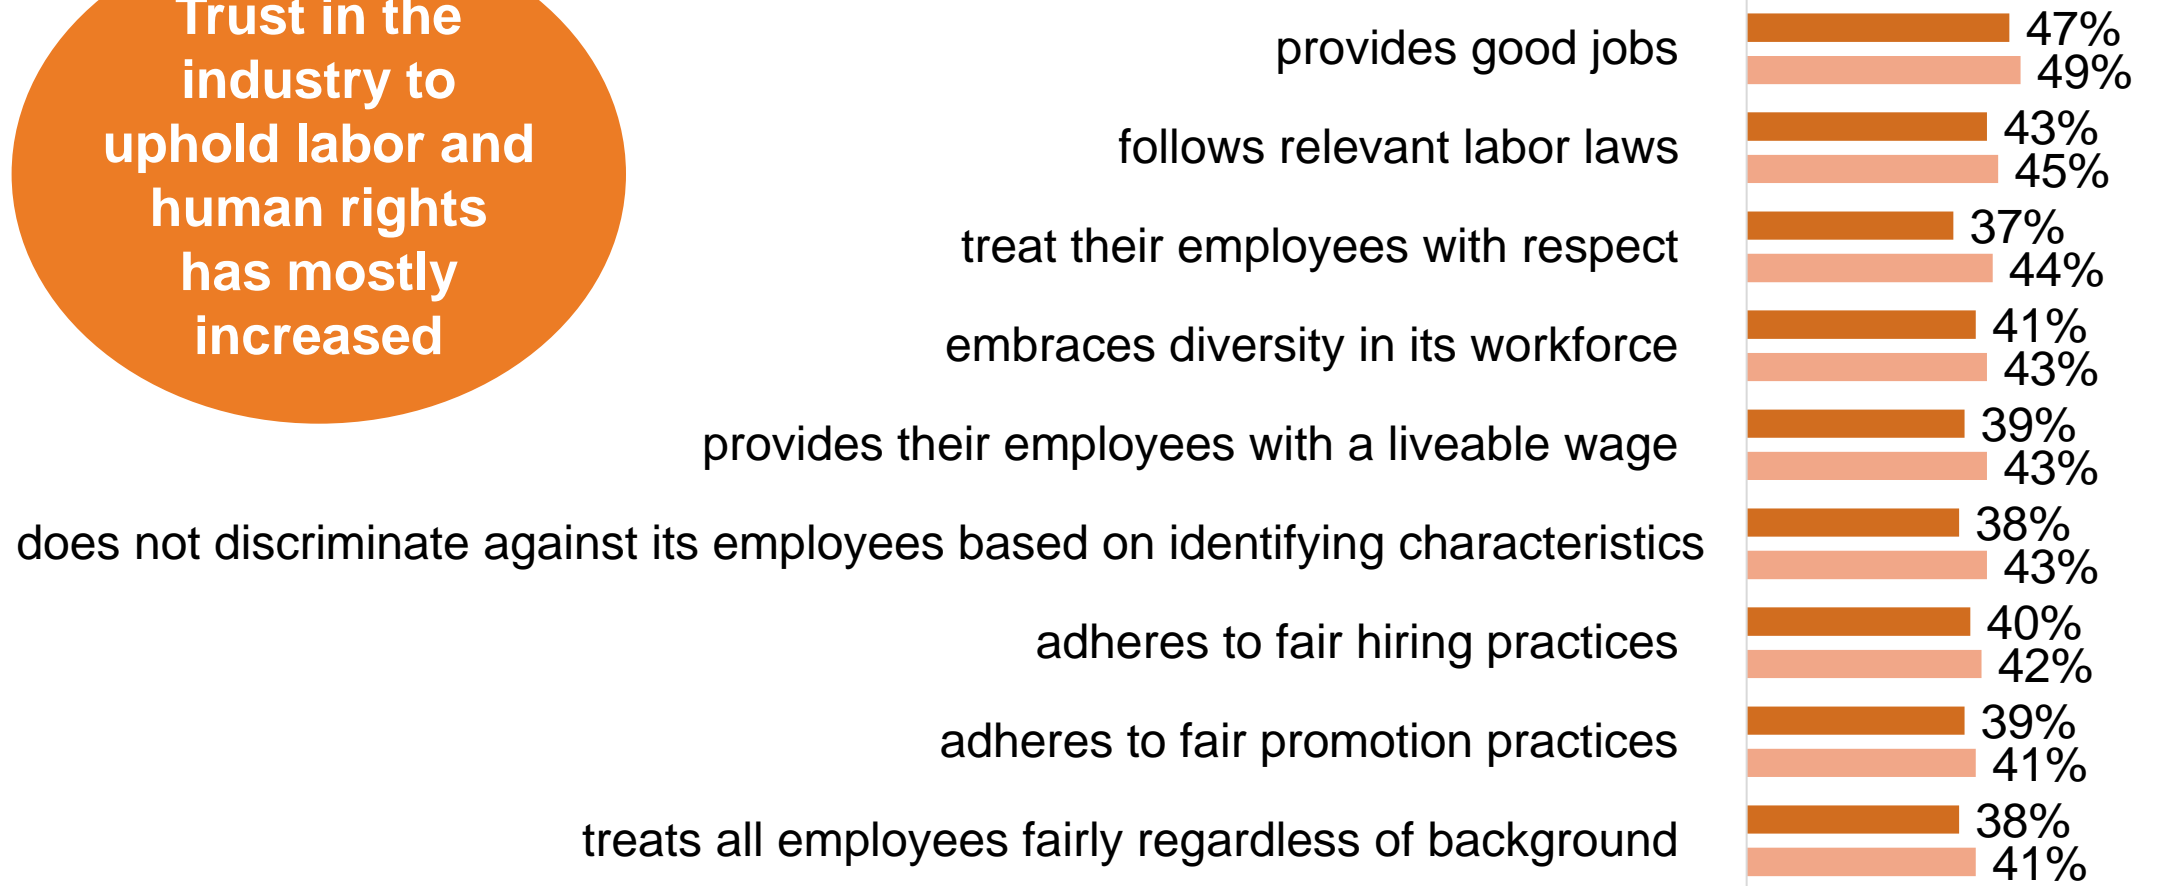 Trust in the
industry to
uphold labor and
human rights
has mostly
increased
provides good jobs
47%
49%
follows relevant labor laws
43%
45%
treat their employees with respect
37%
44%
embraces diversity in its workforce
41%
43%
provides their employees with a liveable wage
39%
43%
does not discriminate against its employees based on identifying characteristics
38%
43%
adheres to fair hiring practices
40%
42%
adheres to fair promotion practices
39%
41%
treats all employees fairly regardless of background
38%
41%